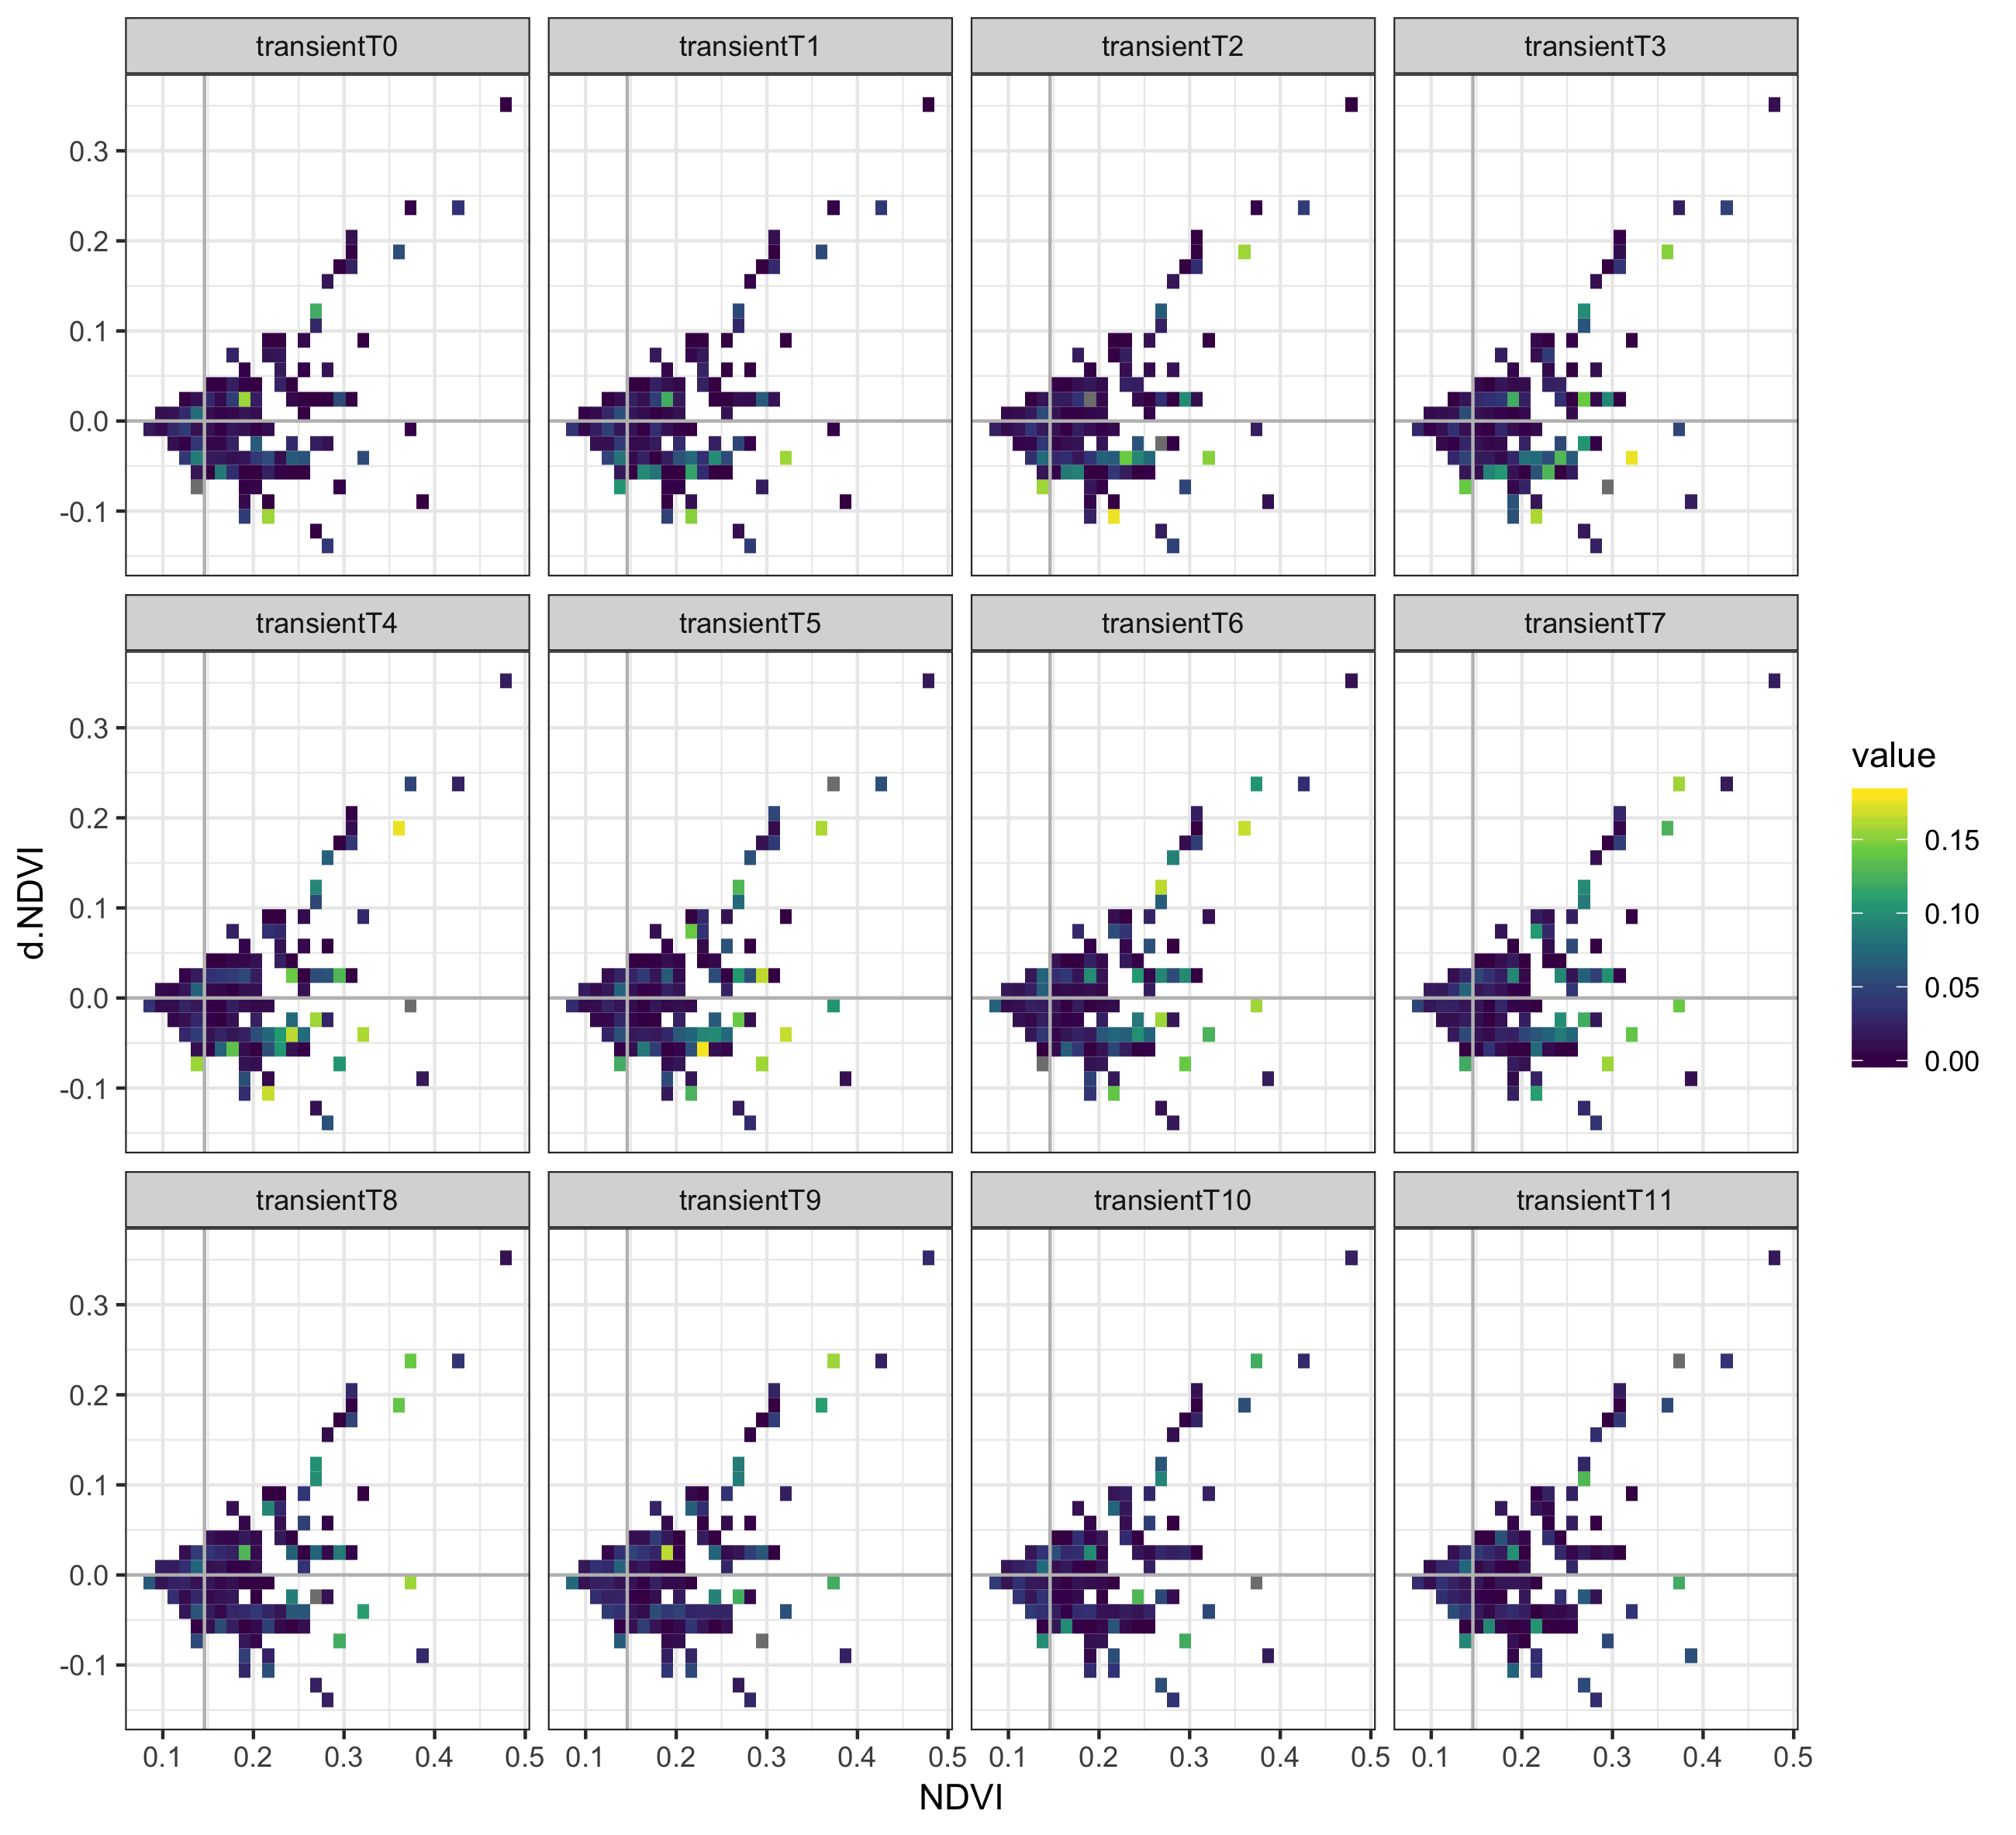 transientT0 transientT1 transientT2 transientT3
0.3
0.2
0.1
0.0
-0.1
transientT4 transientT5 transientT6 transientT7
0.3
0.2
0.1
0.0
-0.1
d.NDVI
value
0.15
0.10
0.05
0.00
transientT8 transientT9 transientT10 transientT11
0.3
0.2
0.1
0.0
-0.1
0.1 0.2 0.3 0.4 0.5 0.1 0.2 0.3 0.4 0.5 0.1 0.2 0.3 0.4 0.5 0.1 0.2 0.3 0.4 0.5
NDVI